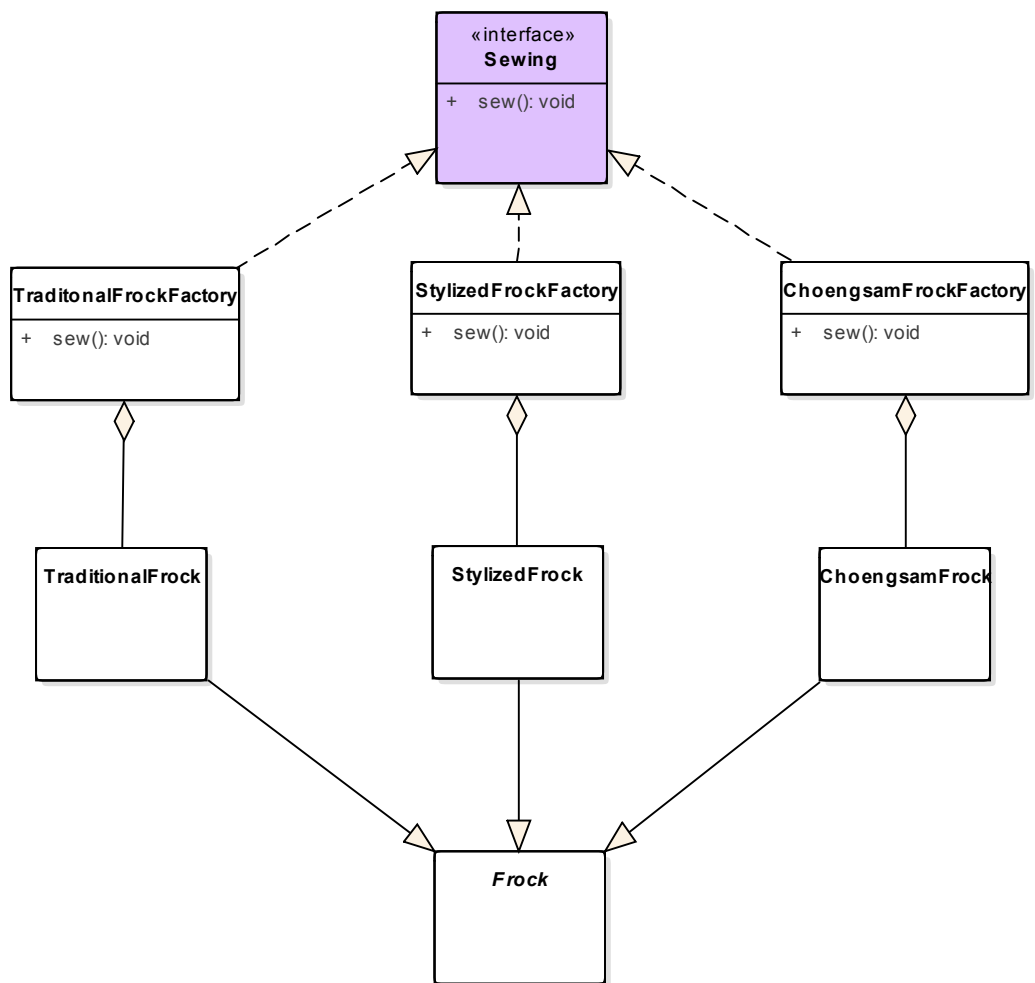 «interface»
Sewing
+ sew(): void
TraditonalFrockFactory
+ sew(): void
StylizedFrockFactory
+ sew(): void
ChoengsamFrockFactory
+ sew(): void
TraditionalFrock
StylizedFrock
ChoengsamFrock
Frock